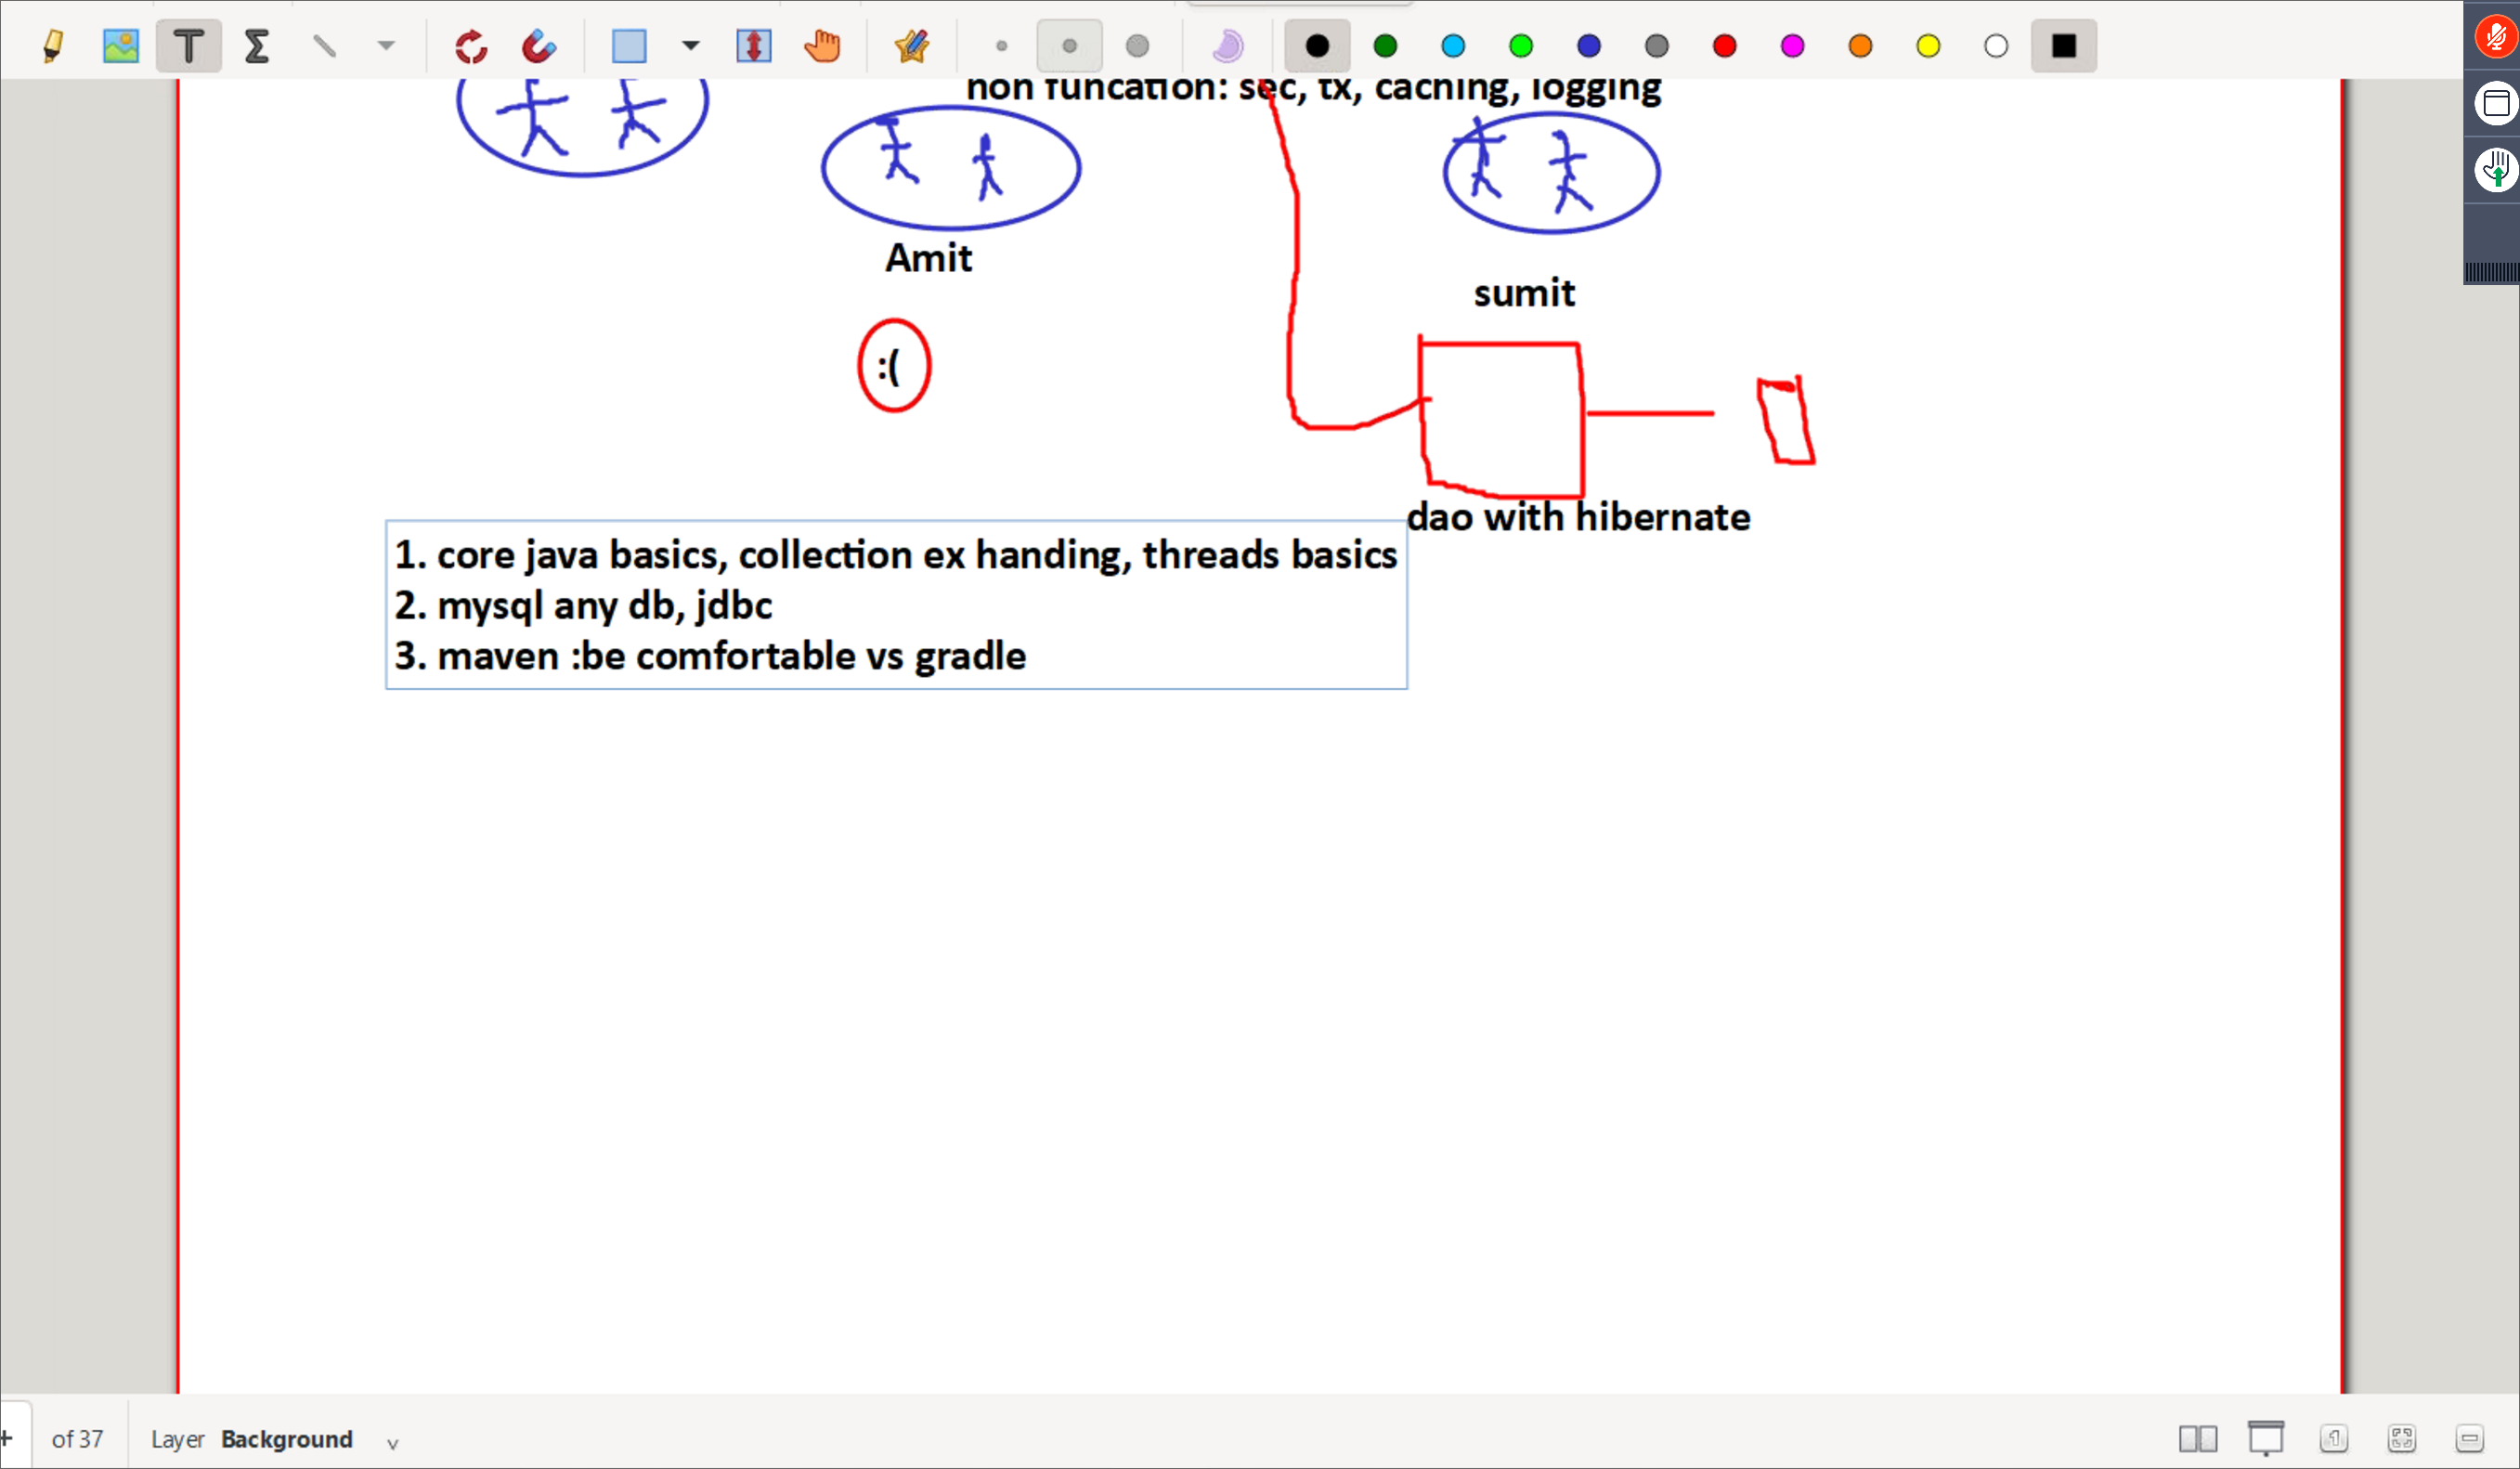 non funcation: sec, tx, caching, logging
Amit
sumit
:(
dao with hibernate
1. core java basics, collection ex handing, threads basics
2. mysql any db, jdbc
3. maven :be comfortable vs gradle
of 37 Layer Background